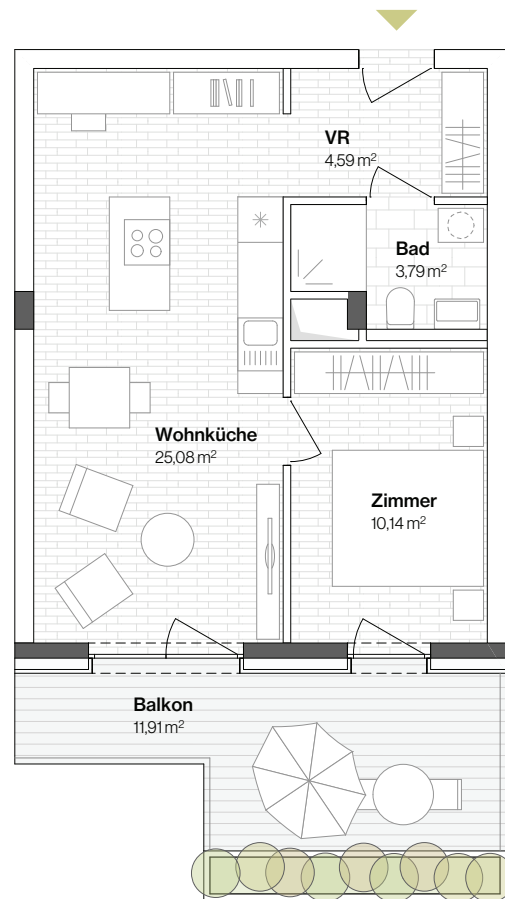 VR
4,59 m²
Bad
3,79 m²
Wohnküche
25,08 m²
Zimmer
10,14 m²
Balkon
11,91 m²